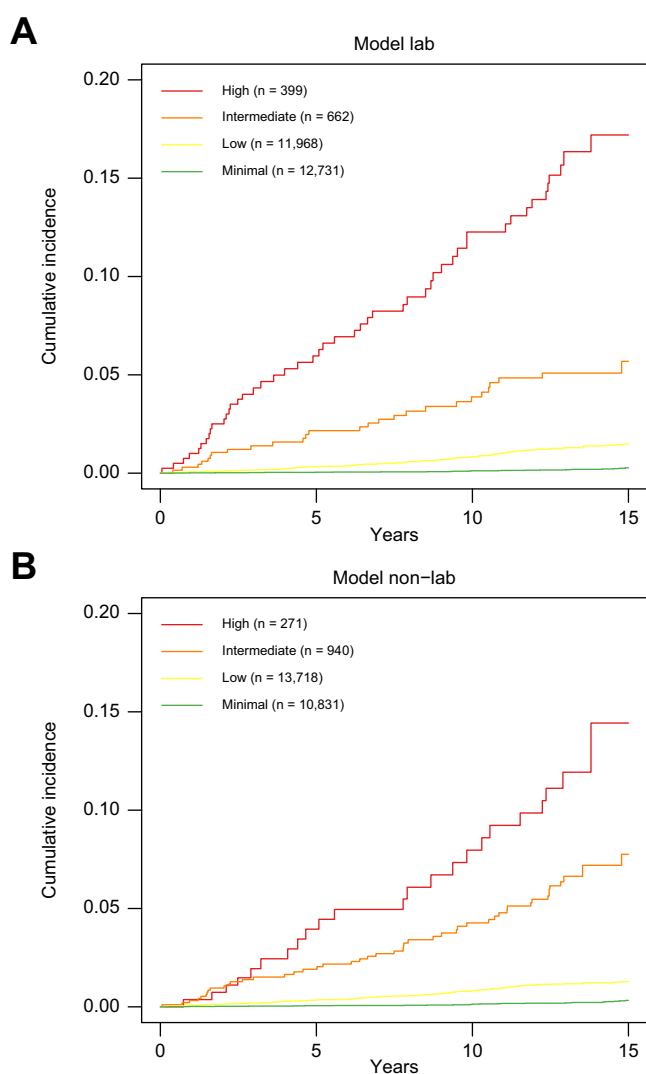 A
Model lab
0.20
0.15
0.10
0.05
0.00
Cumulative incidence
High (n = 399)
Intermediate (n = 662)
Low (n = 11,968)
Minimal (n = 12,731)
0 5 10 15
Years
B
Model non−lab
0.20
0.15
0.10
0.05
0.00
Cumulative incidence
High (n = 271)
Intermediate (n = 940)
Low (n = 13,718)
Minimal (n = 10,831)
0 5 10 15
Years